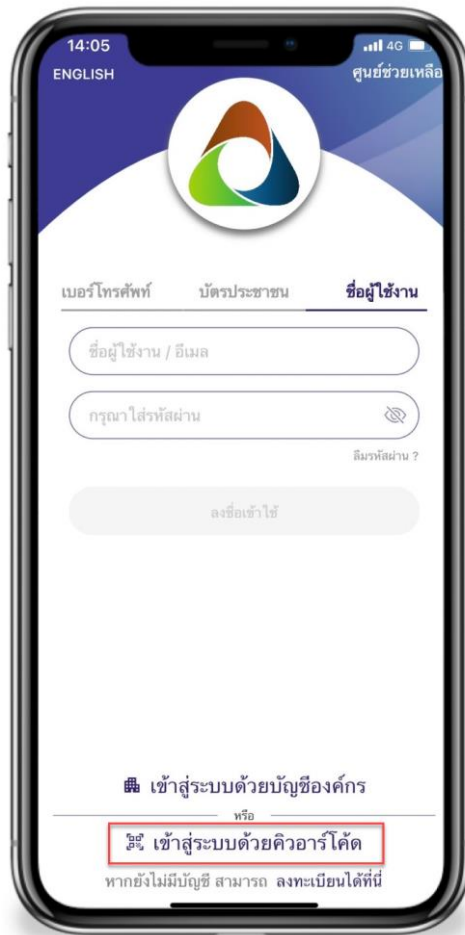 14:05 4G
ENGLISH ศูนย์ช่วยเหลือ
เบอร์โทรศัพท์ บัตรประชาชน ชื่อผู้ใช้งาน
ชื่อผู้ใช้งาน / อีเมล
กรุณาใส่รหัสผ่าน
ลืมรหัสผ่าน ?
ลงชื่อเข้าใช้
เข้าสู่ระบบด้วยบัญชีองค์กร
หรือ
เข้าสู่ระบบด้วยคิวอาร์โค้ด
หากยังไม่มีบัญชี สามารถ ลงทะเบียนได้ที่นี่